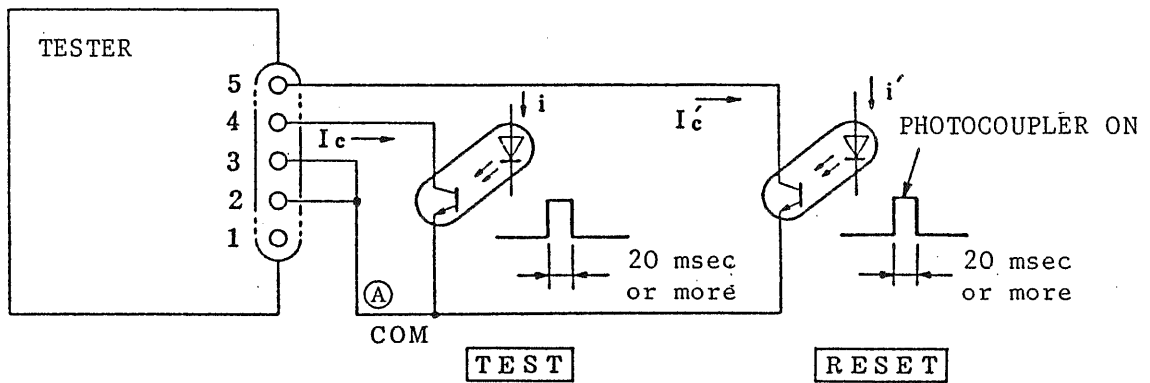 TESTER
5
4
3
2
1
Ic
i
I'c
i'
PHOTOCOUPLER ON
20 msec
or more
20 msec
or more
A
COM
TEST
RESET